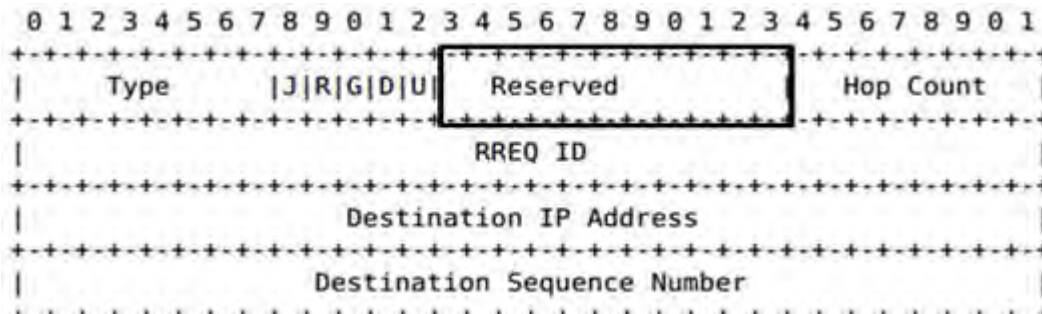 0 1 2 3 4 5 6 7 8 9 0 1 2 3 4 5 6 7 8 9 0 1 2 3 4 5 6 7 8 9 0 1
+-+-+-+-+-+-+-+-+-+-+-+-+-+-+-+-+-+-+-+-+-+-+-+-+-+-+-+-+-+-+-+-+
| Type |J|R|G|D|U| Reserved | Hop Count |
+-+-+-+-+-+-+-+-+-+-+-+-+-+-+-+-+-+-+-+-+-+-+-+-+-+-+-+-+-+-+-+-+
| RREQ ID |
+-+-+-+-+-+-+-+-+-+-+-+-+-+-+-+-+-+-+-+-+-+-+-+-+-+-+-+-+-+-+-+-+
| Destination IP Address |
+-+-+-+-+-+-+-+-+-+-+-+-+-+-+-+-+-+-+-+-+-+-+-+-+-+-+-+-+-+-+-+-+
| Destination Sequence Number |
+-+-+-+-+-+-+-+-+-+-+-+-+-+-+-+-+-+-+-+-+-+-+-+-+-+-+-+-+-+-+-+-+